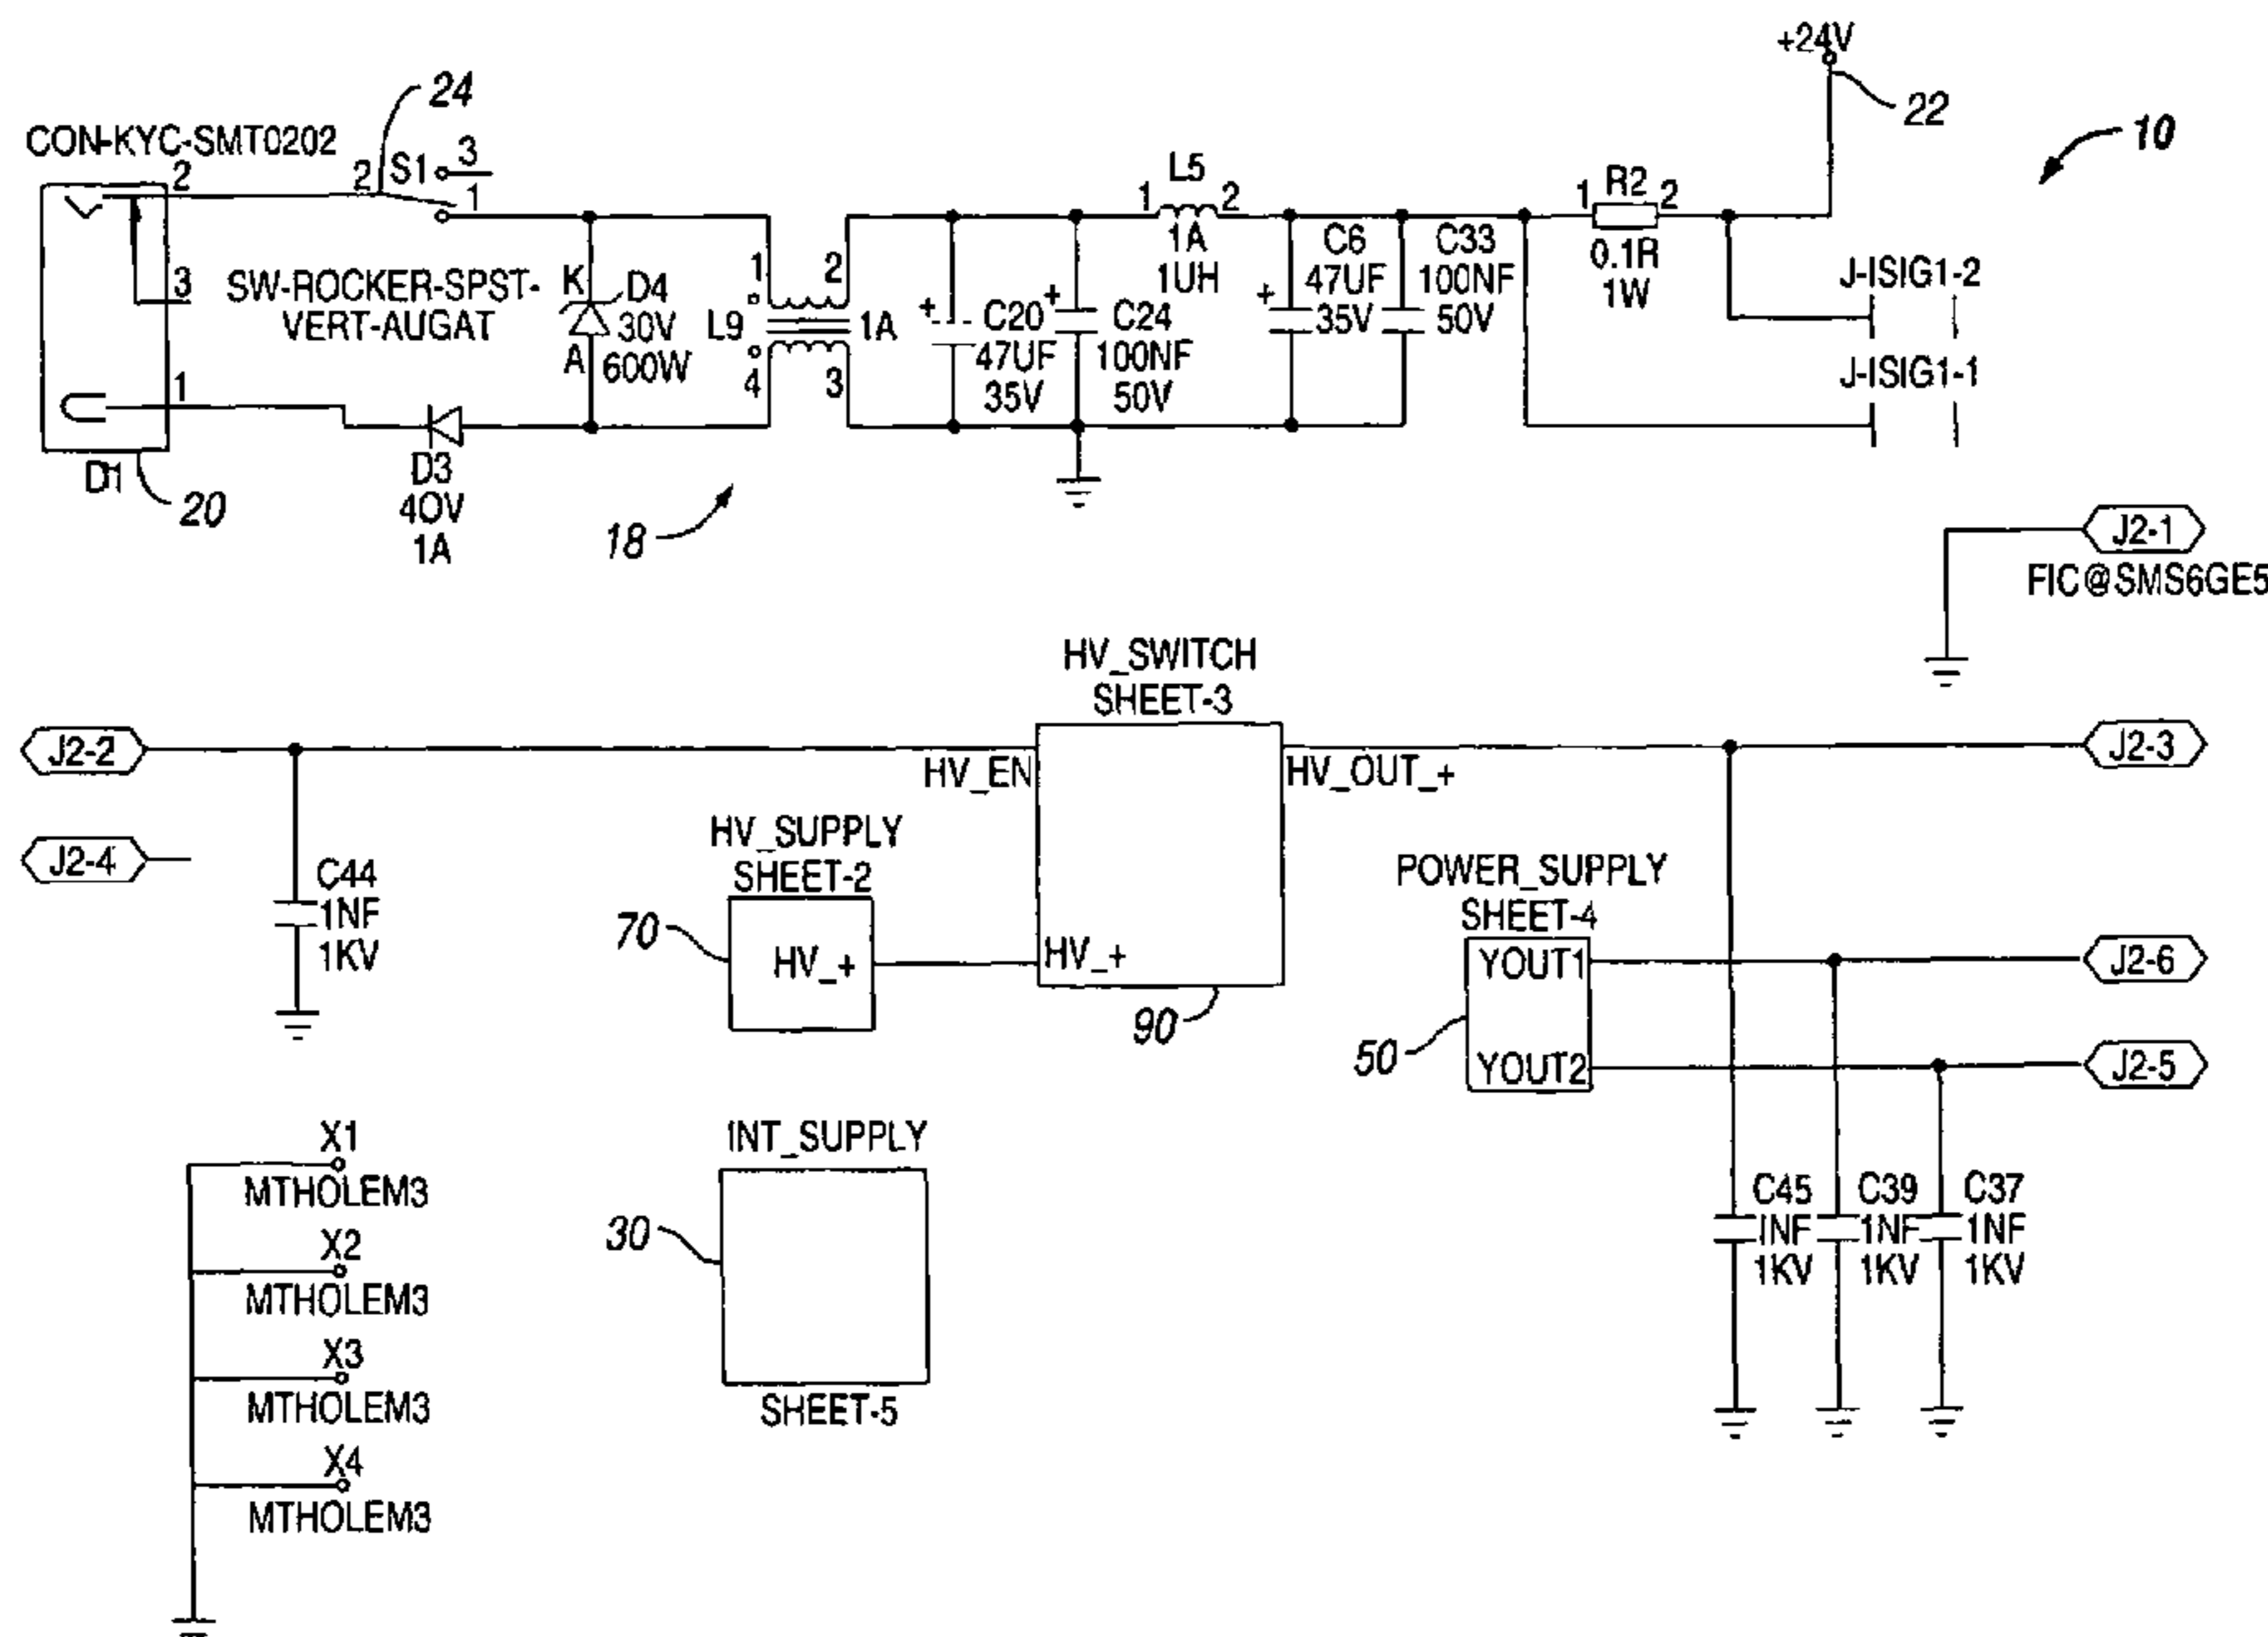 +24V
22
10
24
CON-KYC-SMT0202
2
3
1
D1
20
2
S1
3
1
SW-ROCKER-SPST-
VERT-AUGAT
K
D4
30V
A
600W
D3
40V
1A
18
1
2
L9
1A
4
3
+
C20
47UF
35V
+
C24
100NF
50V
L5
1
2
1A
1UH
+
C6
47UF
35V
C33
100NF
50V
R2
1
2
0.1R
1W
J-ISIG1-2
J-ISIG1-1
J2-1
FIC@SMS6GE5
HV_SWITCH
SHEET-3
J2-2
HV_EN
HV_OUT_+
J2-3
J2-4
C44
1NF
1KV
HV_SUPPLY
SHEET-2
70
HV_+
HV_+
90
POWER_SUPPLY
SHEET-4
YOUT1
J2-6
50
YOUT2
J2-5
X1
MTHOLEM3
X2
MTHOLEM3
X3
MTHOLEM3
X4
MTHOLEM3
INT_SUPPLY
30
SHEET-5
C45
1NF
1KV
C39
1NF
1KV
C37
1NF
1KV